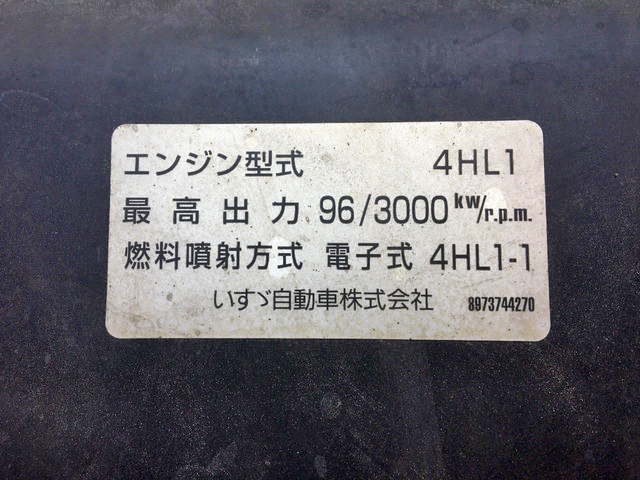 エンジン型式 4HL1
最高出力 96/3000 kw/r.p.m.
燃料噴射方式 電子式 4HL1-1
いすゞ自動車株式会社 8973744270